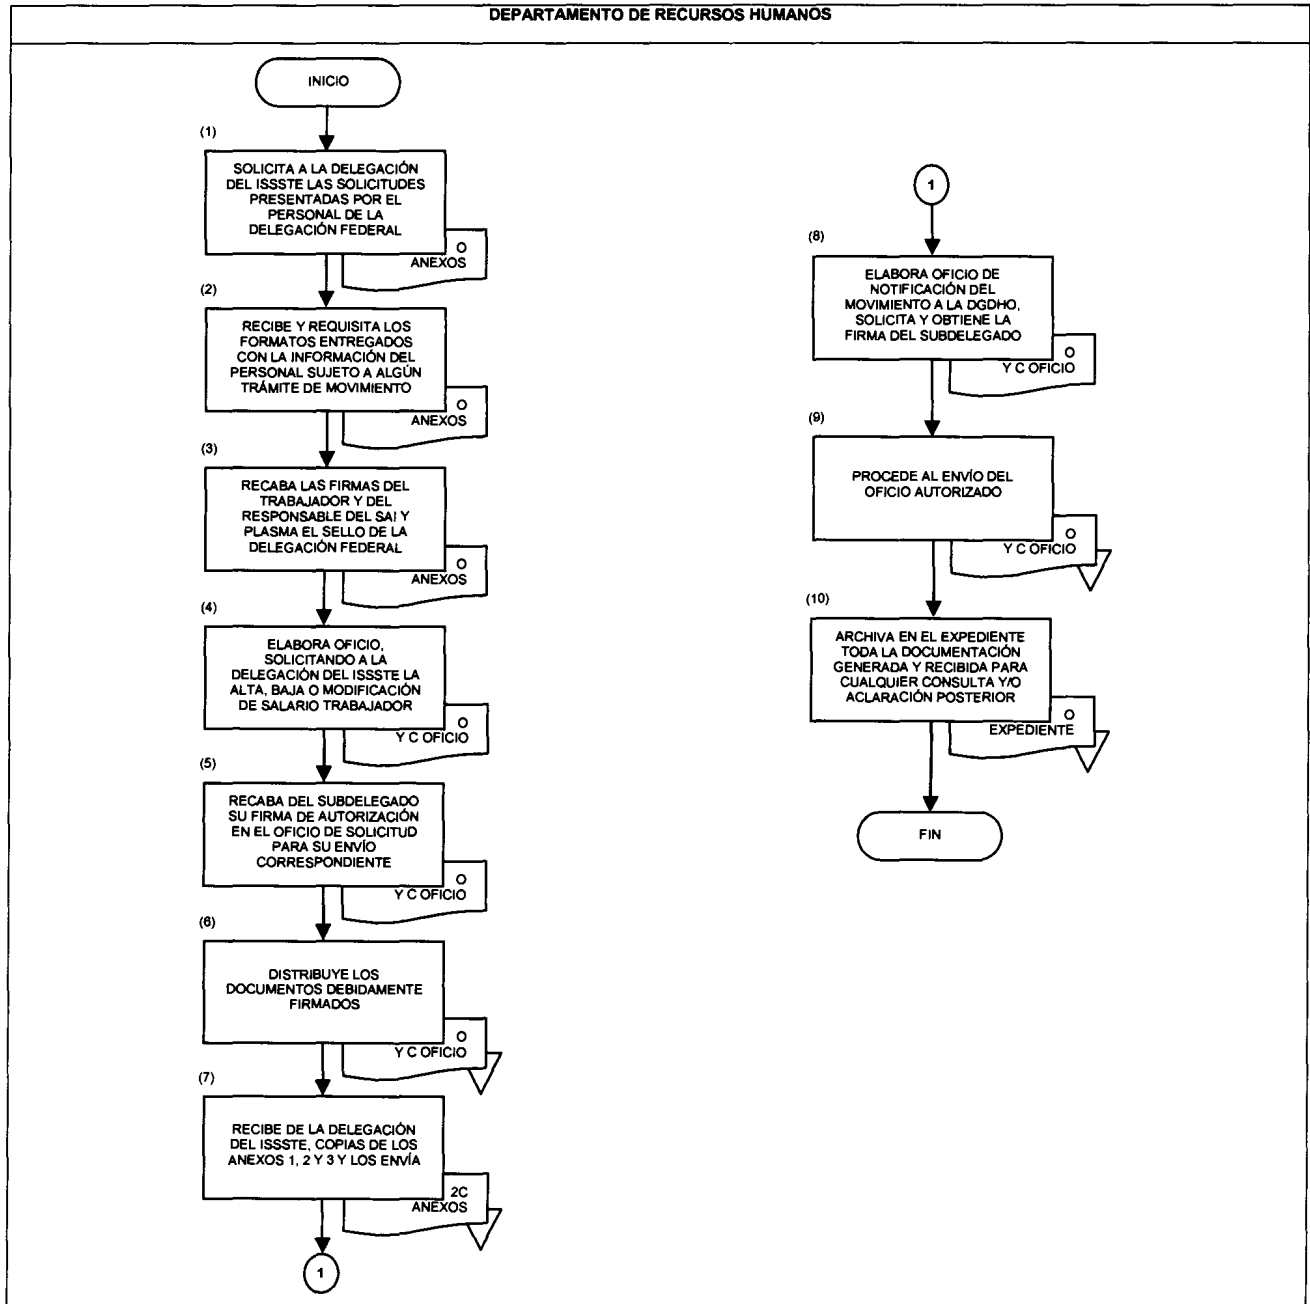 DEPARTAMENTO DE RECURSOS HUMANOS
INICIO
(1)
SOLICITA A LA DELEGACIÓN
DEL ISSSTE LAS SOLICITUDES
PRESENTADAS POR EL
PERSONAL DE LA
DELEGACIÓN FEDERAL
O
ANEXOS
(2)
RECIBE Y REQUISITA LOS
FORMATOS ENTREGADOS
CON LA INFORMACIÓN DEL
PERSONAL SUJETO A ALGÚN
TRÁMITE DE MOVIMIENTO
O
ANEXOS
(3)
RECABA LAS FIRMAS DEL
TRABAJADOR Y DEL
RESPONSABLE DEL SAI Y
PLASMA EL SELLO DE LA
DELEGACIÓN FEDERAL
O
ANEXOS
(4)
ELABORA OFICIO,
SOLICITANDO A LA
DELEGACIÓN DEL ISSSTE LA
ALTA, BAJA O MODIFICACIÓN
DE SALARIO TRABAJADOR
O
Y C OFICIO
(5)
RECABA DEL SUBDELEGADO
SU FIRMA DE AUTORIZACIÓN
EN EL OFICIO DE SOLICITUD
PARA SU ENVÍO
CORRESPONDIENTE
O
Y C OFICIO
(6)
DISTRIBUYE LOS
DOCUMENTOS DEBIDAMENTE
FIRMADOS
O
Y C OFICIO
(7)
RECIBE DE LA DELEGACIÓN
DEL ISSSTE, COPIAS DE LOS
ANEXOS 1, 2 Y 3 Y LOS ENVÍA
2C
ANEXOS
1
1
(8)
ELABORA OFICIO DE
NOTIFICACIÓN DEL
MOVIMIENTO A LA DGDHO,
SOLICITA Y OBTIENE LA
FIRMA DEL SUBDELEGADO
O
Y C OFICIO
(9)
PROCEDE AL ENVÍO DEL
OFICIO AUTORIZADO
O
Y C OFICIO
(10)
ARCHIVA EN EL EXPEDIENTE
TODA LA DOCUMENTACIÓN
GENERADA Y RECIBIDA PARA
CUALQUIER CONSULTA Y/O
ACLARACIÓN POSTERIOR
O
EXPEDIENTE
FIN